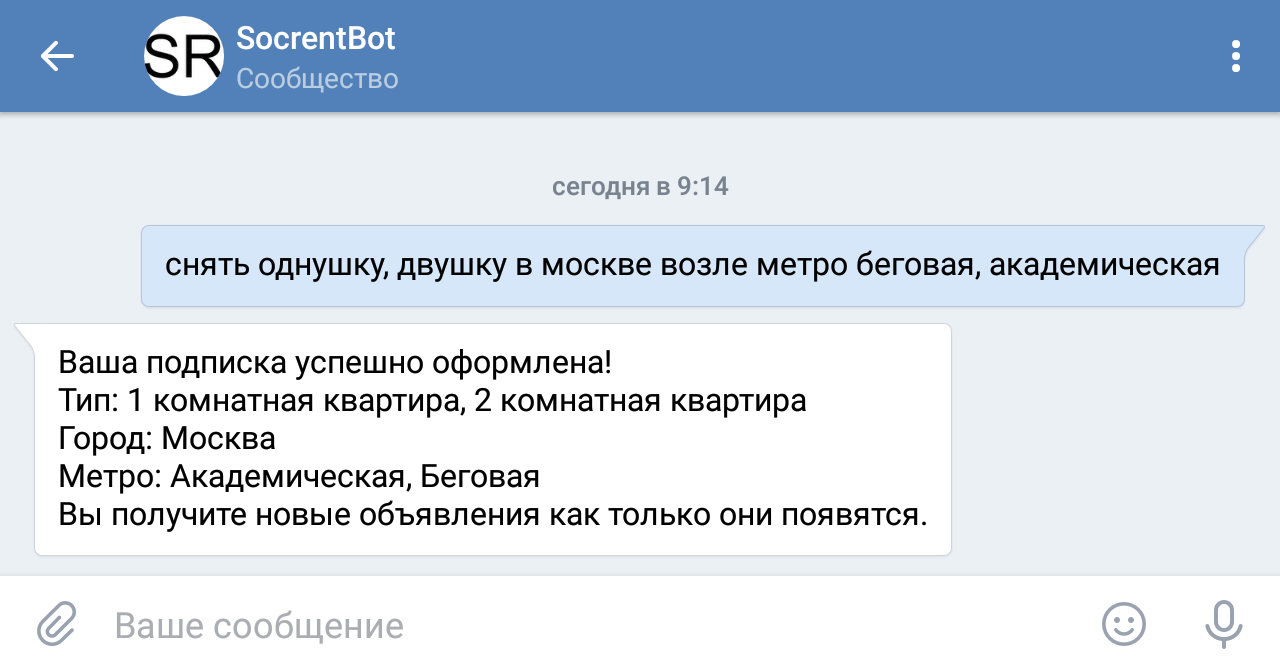 SR
SocrentBot
Сообщество
сегодня в 9:14
снять однушку, двушку в москве возле метро беговая, академическая
Ваша подписка успешно оформлена!
Тип: 1 комнатная квартира, 2 комнатная квартира
Город: Москва
Метро: Академическая, Беговая
Вы получите новые объявления как только они появятся.
Ваше сообщение